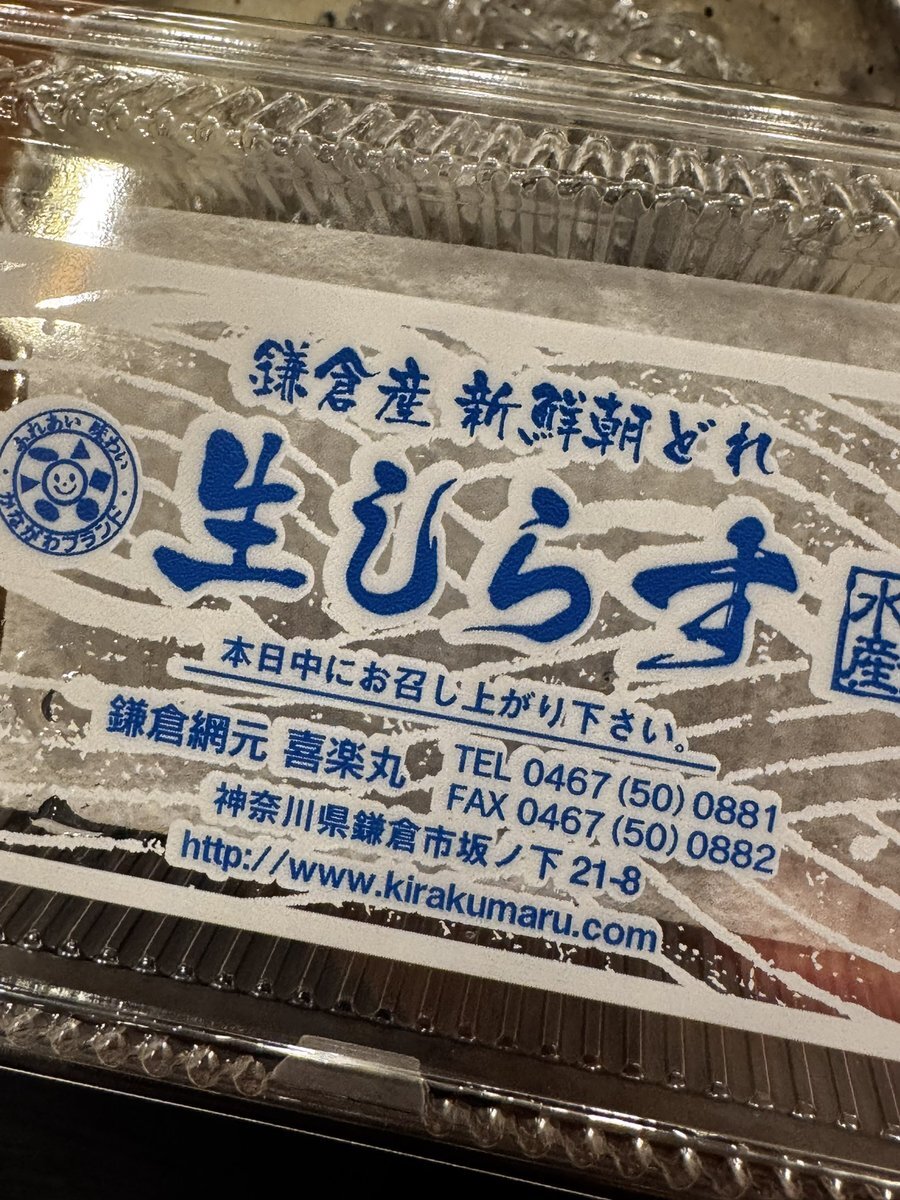 鎌倉産 新鮮朝どれ
ふれあい 味わい
かながわブランド
生しらす
水産
本日中にお召し上がり下さい。
鎌倉網元 喜楽丸
TEL 0467 (50) 0881
FAX 0467 (50) 0882
神奈川県鎌倉市坂ノ下 21-8
http://www.kirakumaru.com